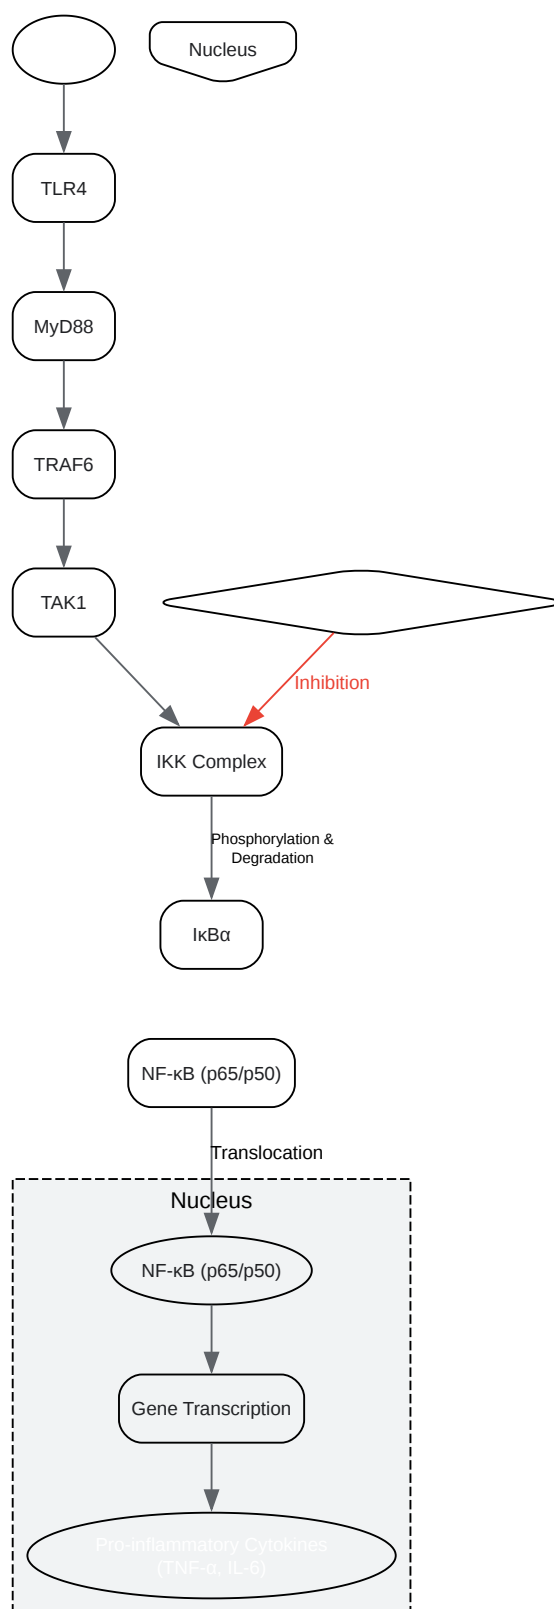 Nucleus
TLR4
MyD88
TRAF6
TAK1
Inhibition
IKK Complex
Phosphorylation &
Degradation
IκBα
NF-κB (p65/p50)
Translocation
Nucleus
NF-κB (p65/p50)
Gene Transcription
Pro-inflammatory Cytokines
(TNF-α, IL-6)